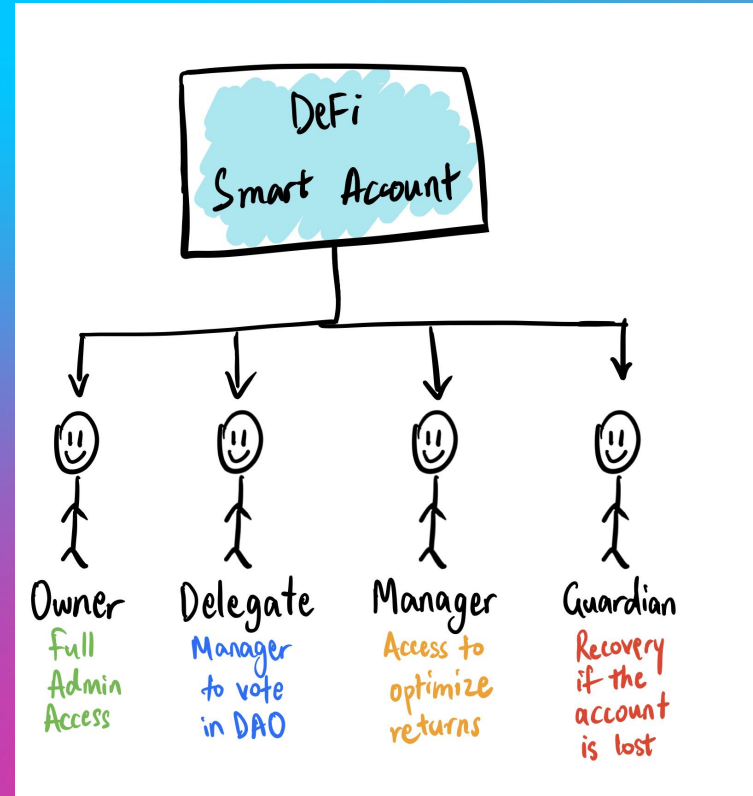 DeFi
Smart Account
Owner
Full
Admin
Access
Delegate
Manager
to vote
in DAO
Manager
Access to
optimize
returns
Guardian
Recovery
if the
account
is lost